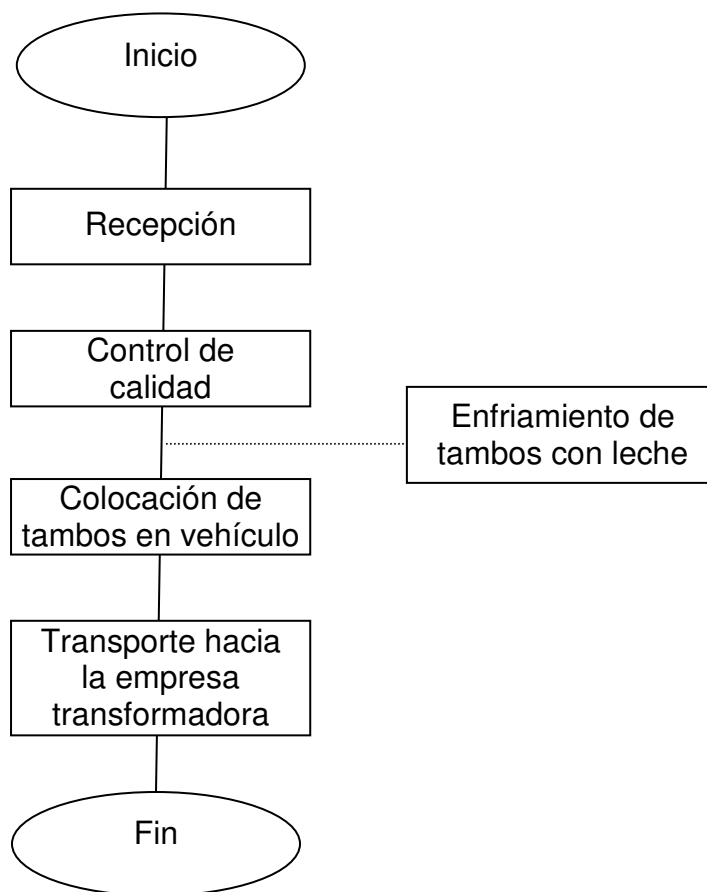 Inicio
Recepción
Control de
calidad
Enfriamiento de
tambos con leche
Colocación de
tambos en vehículo
Transporte hacia
la empresa
transformadora
Fin